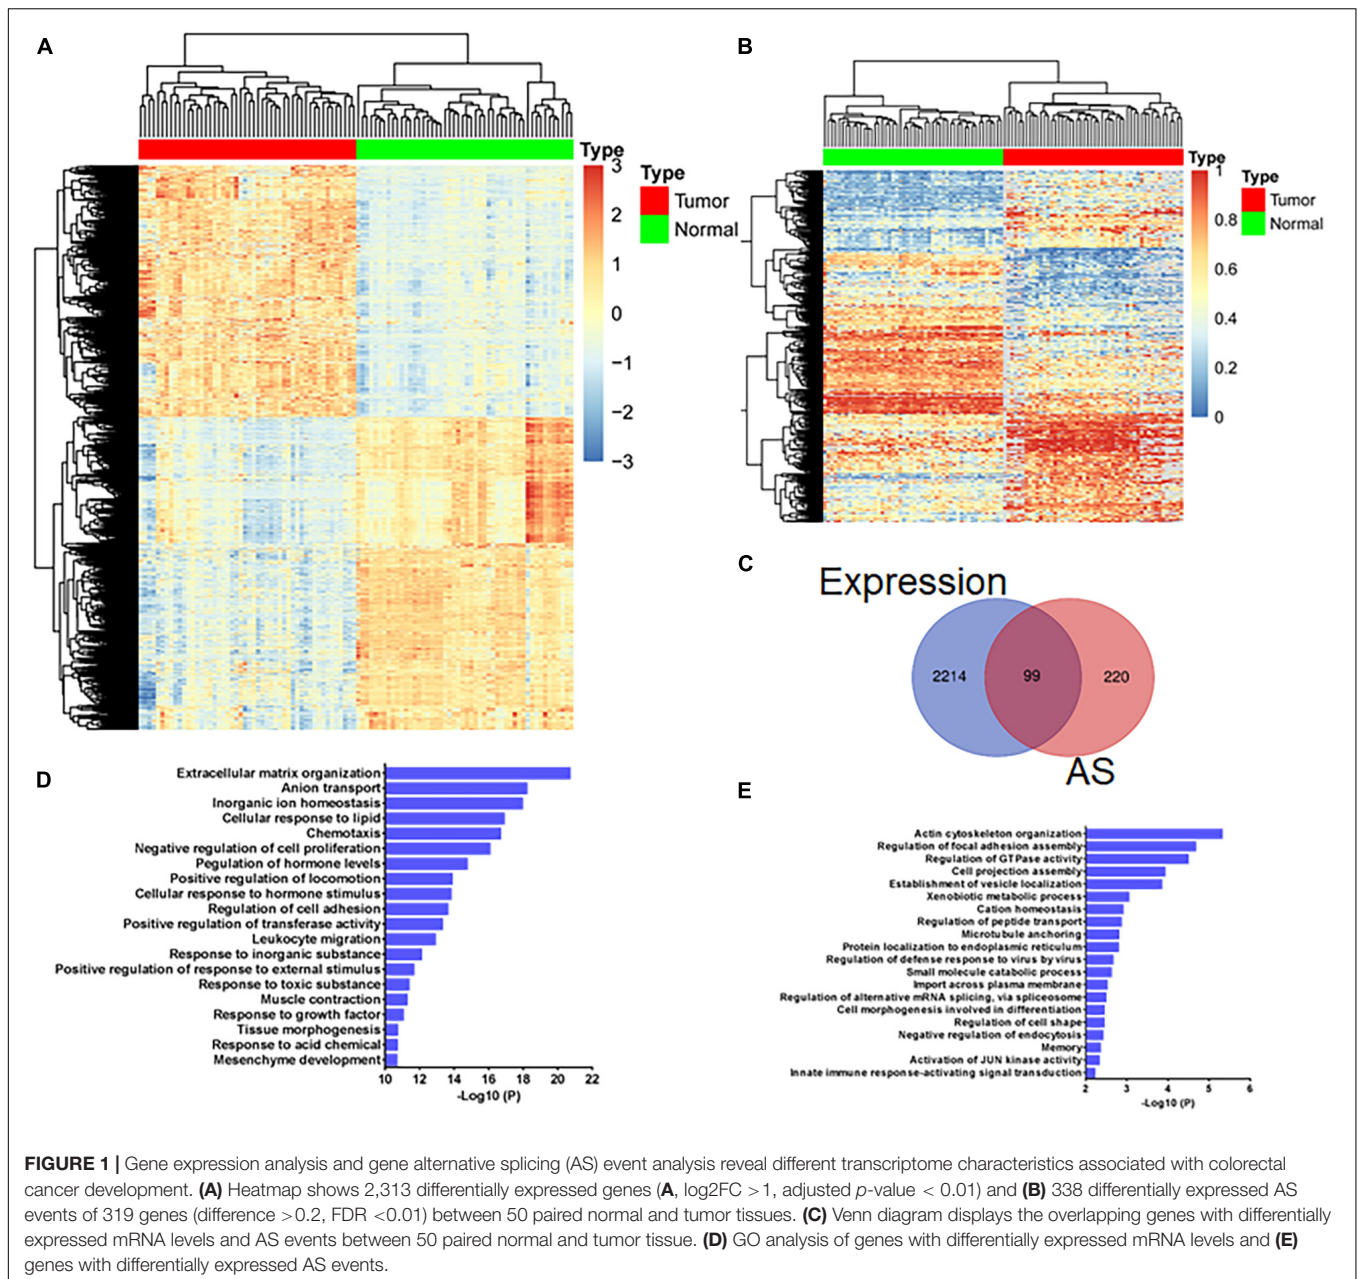 A
Type
3
2
1
0
−1
−2
−3
Type
Tumor
Normal
B
Type
1
0.8
0.6
0.4
0.2
0
Type
Tumor
Normal
C
Expression
2214
99
220
AS
D
Extracellular matrix organization
Anion transport
Inorganic ion homeostasis
Cellular response to lipid
Chemotaxis
Negative regulation of cell proliferation
Pegulation of hormone levels
Positive regulation of locomotion
Cellular response to hormone stimulus
Regulation of cell adhesion
Positive regulation of transferase activity
Leukocyte migration
Response to inorganic substance
Positive regulation of response to external stimulus
Response to toxic substance
Muscle contraction
Response to growth factor
Tissue morphogenesis
Response to acid chemical
Mesenchyme development
10 12 14 16 18 20 22
-Log10 (P)
E
Actin cytoskeleton organization
Regulation of focal adhesion assembly
Regulation of GTPase activity
Cell projection assembly
Establishment of vesicle localization
Xenobiotic metabolic process
Cation homeostasis
Regulation of peptide transport
Microtubule anchoring
Protein localization to endoplasmic reticulum
Regulation of defense response to virus by virus
Small molecule catabolic process
Import across plasma membrane
Regulation of alternative mRNA splicing, via spliceosome
Cell morphogenesis involved in differentiation
Regulation of cell shape
Negative regulation of endocytosis
Memory
Activation of JUN kinase activity
Innate immune response-activating signal transduction
2 3 4 5 6
-Log10 (P)
FIGURE 1 | Gene expression analysis and gene alternative splicing (AS) event analysis reveal different transcriptome characteristics associated with colorectal
cancer development. (A) Heatmap shows 2,313 differentially expressed genes (A, log2FC >1, adjusted p-value < 0.01) and (B) 338 differentially expressed AS
events of 319 genes (difference >0.2, FDR <0.01) between 50 paired normal and tumor tissues. (C) Venn diagram displays the overlapping genes with differentially
expressed mRNA levels and AS events between 50 paired normal and tumor tissue. (D) GO analysis of genes with differentially expressed mRNA levels and (E)
genes with differentially expressed AS events.